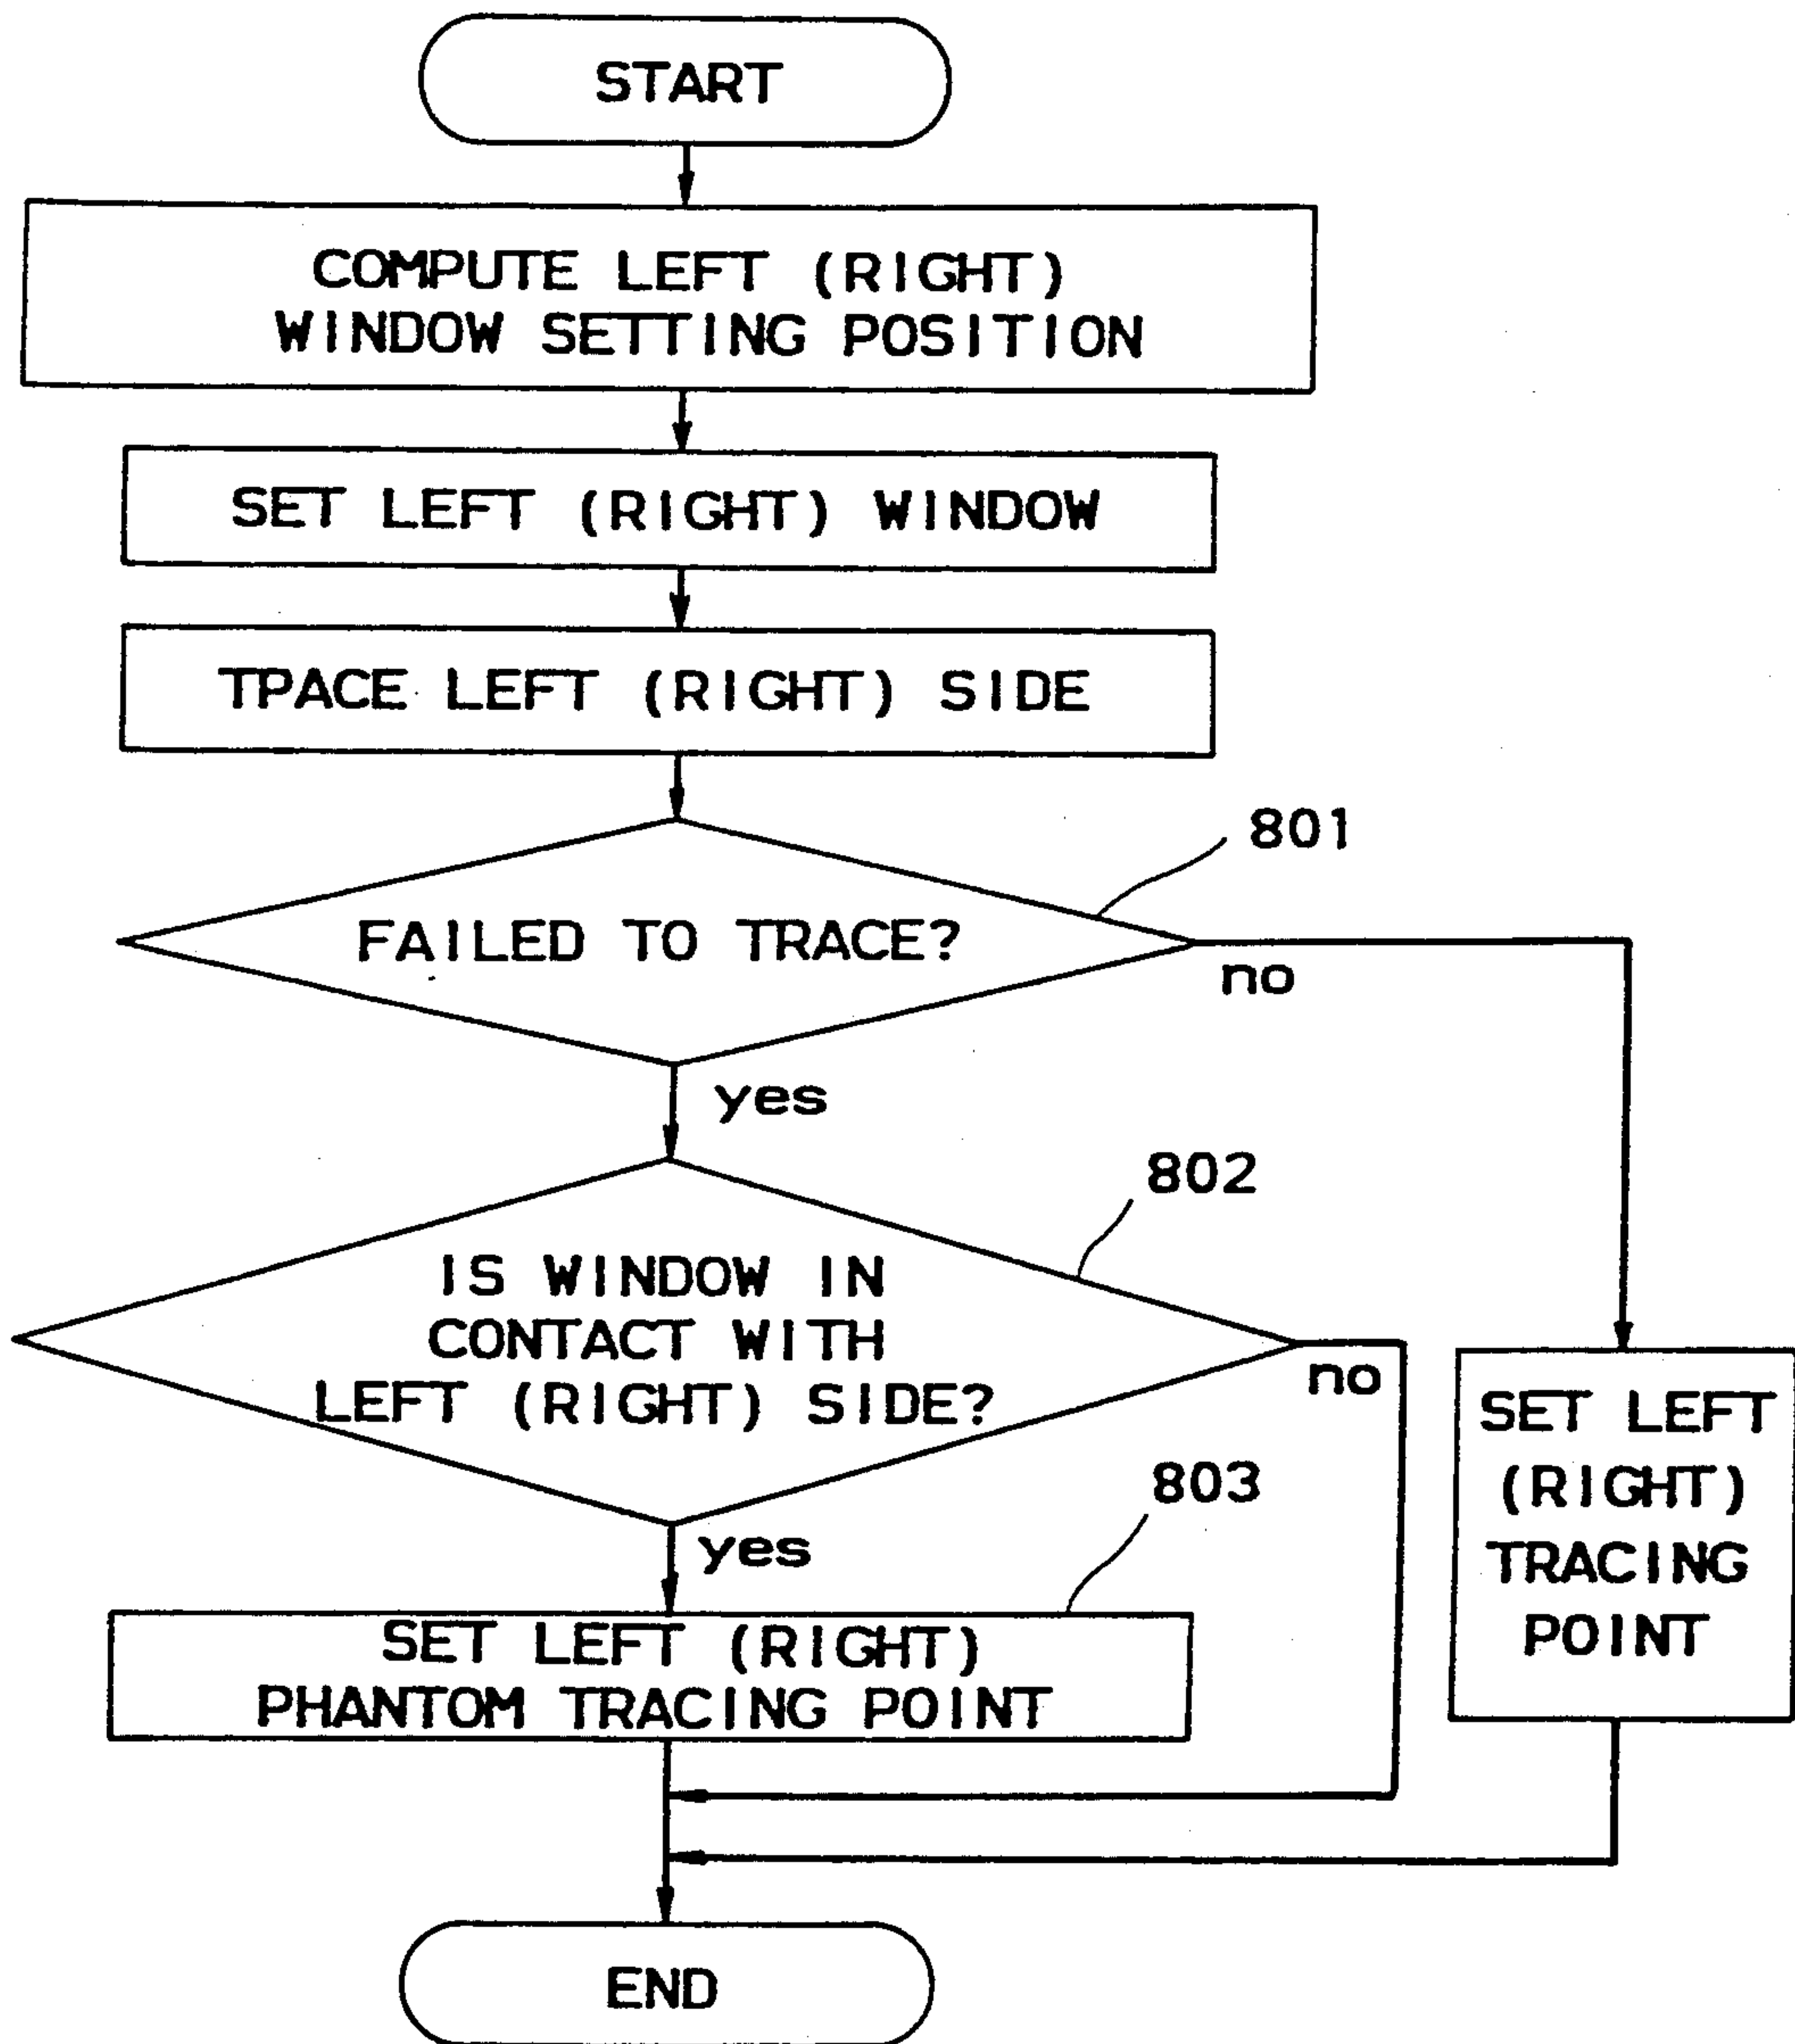 START
COMPUTE LEFT (RIGHT)
WINDOW SETTING POSITION
SET LEFT (RIGHT) WINDOW
TPACE LEFT (RIGHT) SIDE
801
FAILED TO TRACE?
no
yes
802
IS WINDOW IN
CONTACT WITH
LEFT (RIGHT) SIDE?
no
yes
SET LEFT
(RIGHT)
TRACING
POINT
803
SET LEFT (RIGHT)
PHANTOM TRACING POINT
END